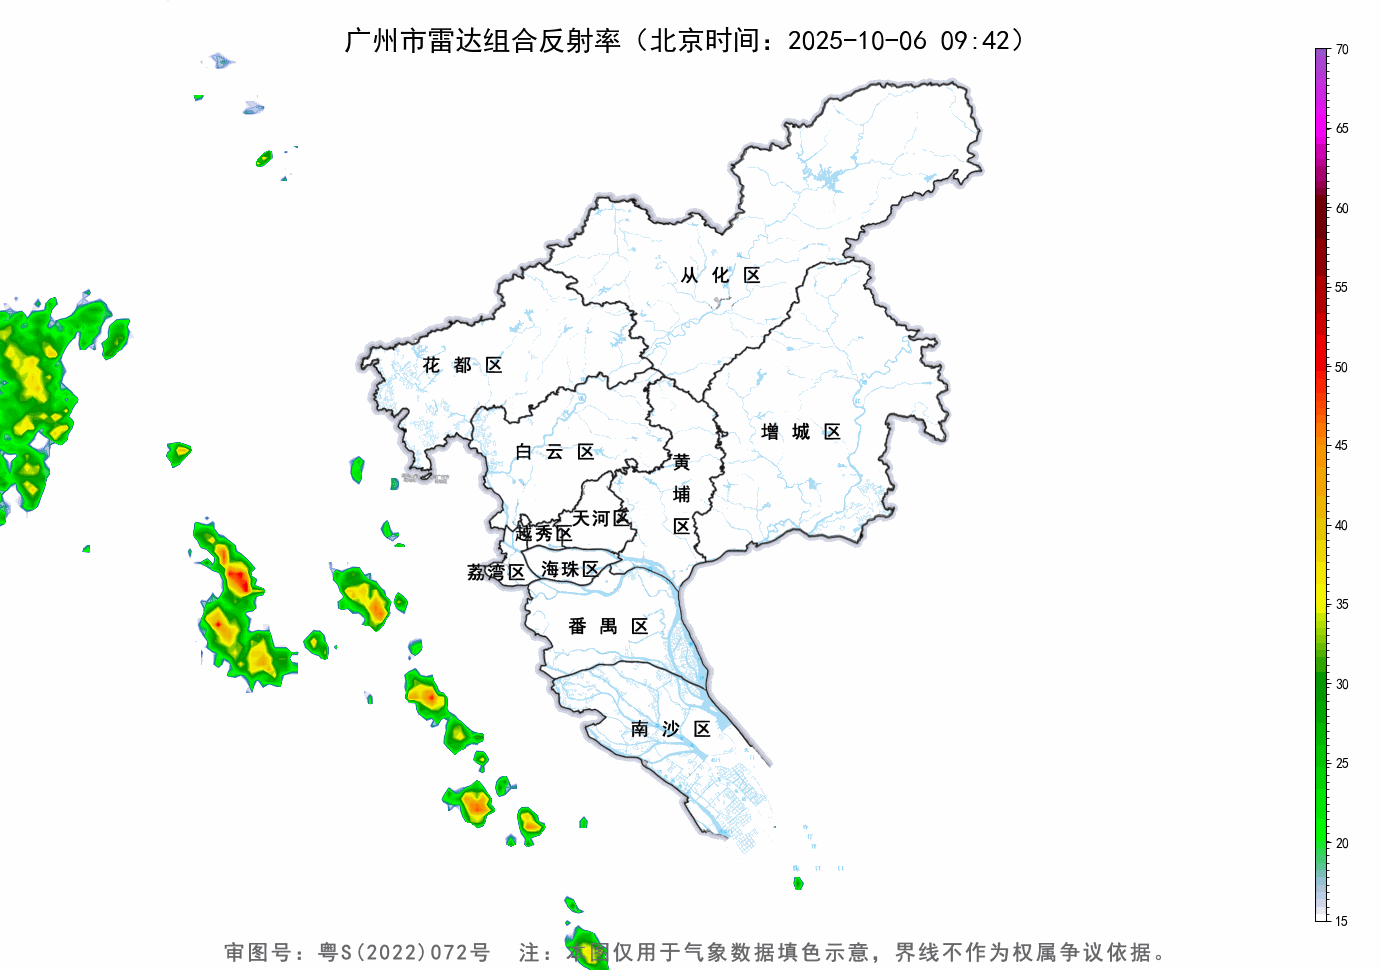 广州市雷达组合反射率（北京时间：2025-10-06 09:42）
70
65
60
55
50
45
40
35
30
25
20
15
从化区
花都区
增城区
白云区
黄埔区
天河区
越秀区
海珠区
荔湾区
番禺区
南沙区
审图号：粤S(2022)072号 注：本图仅用于气象数据填色示意，界线不作为权属争议依据。